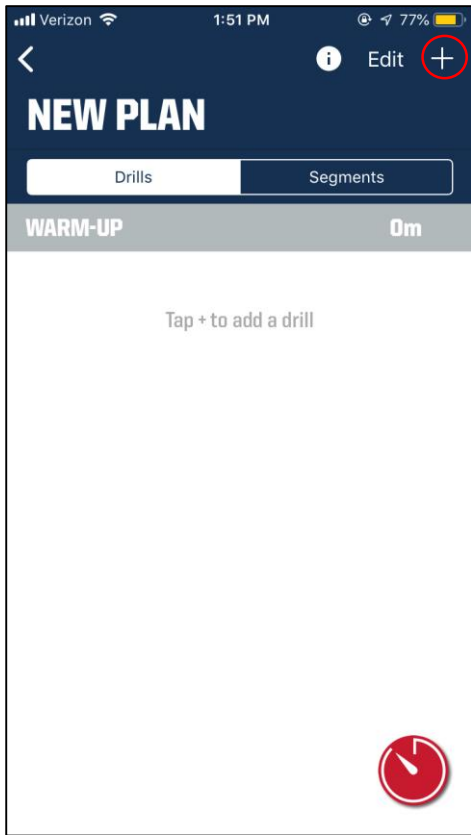 Verizon 1:51 PM 77%
Edit
NEW PLAN
Drills Segments
WARM-UP 0m
Tap + to add a drill